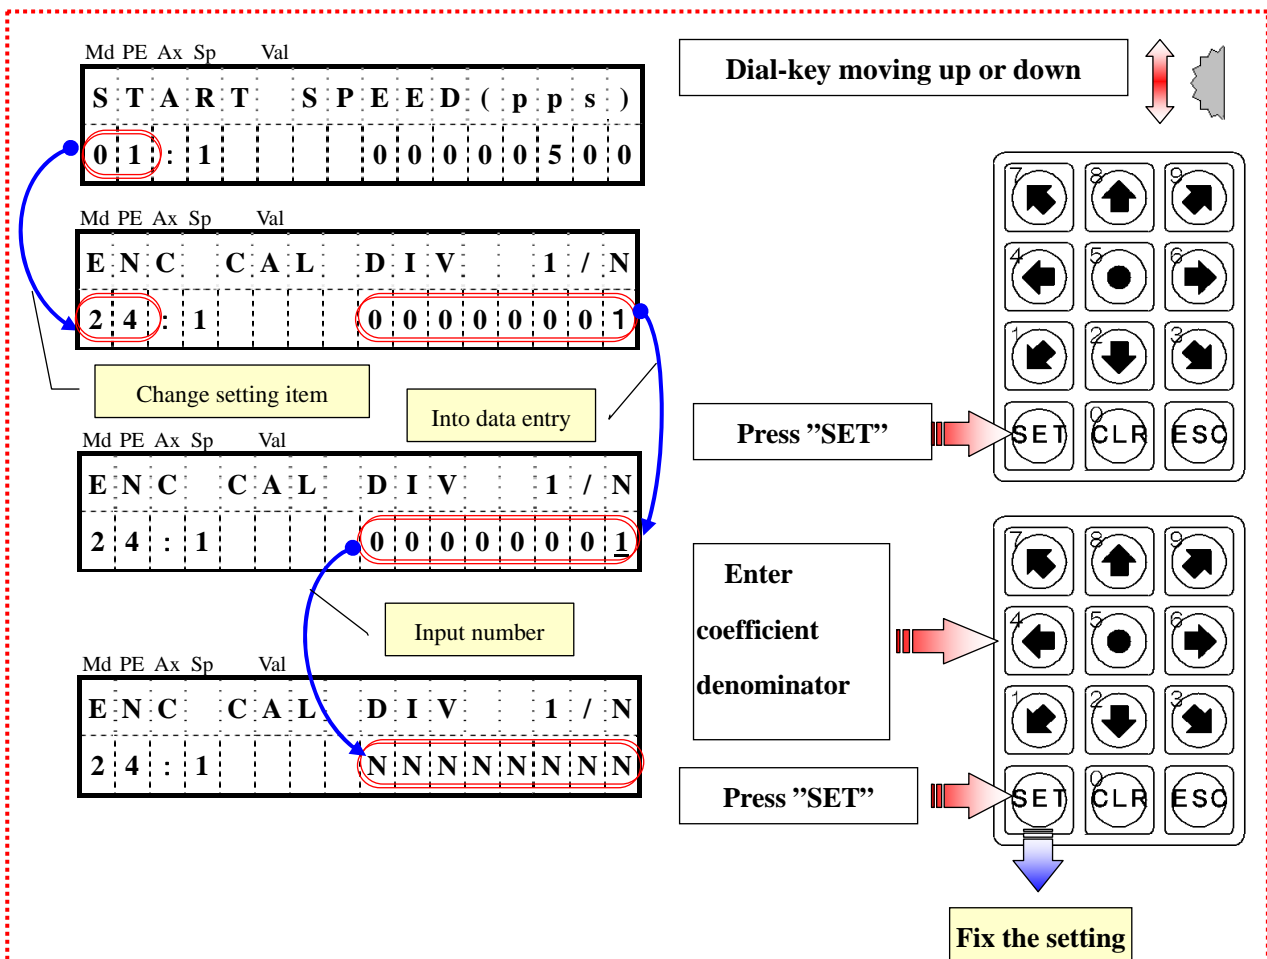 Md PE Ax Sp Val
START SPEED(pps)
01:1 00000500
Dial-key moving up or down
Md PE Ax Sp Val
ENC CAL DIV 1/N
24:1 00000001
Change setting item
Into data entry
Md PE Ax Sp Val
ENC CAL DIV 1/N
24:1 00000001
Input number
Md PE Ax Sp Val
ENC CAL DIV 1/N
24:1 NNNNNNNN
7 8 9
4 5 6
1 2 3
0
Press ”SET”
SET CLR ESC
7 8 9
Enter
coefficient
denominator
4 5 6
1 2 3
0
Press ”SET”
SET CLR ESC
Fix the setting